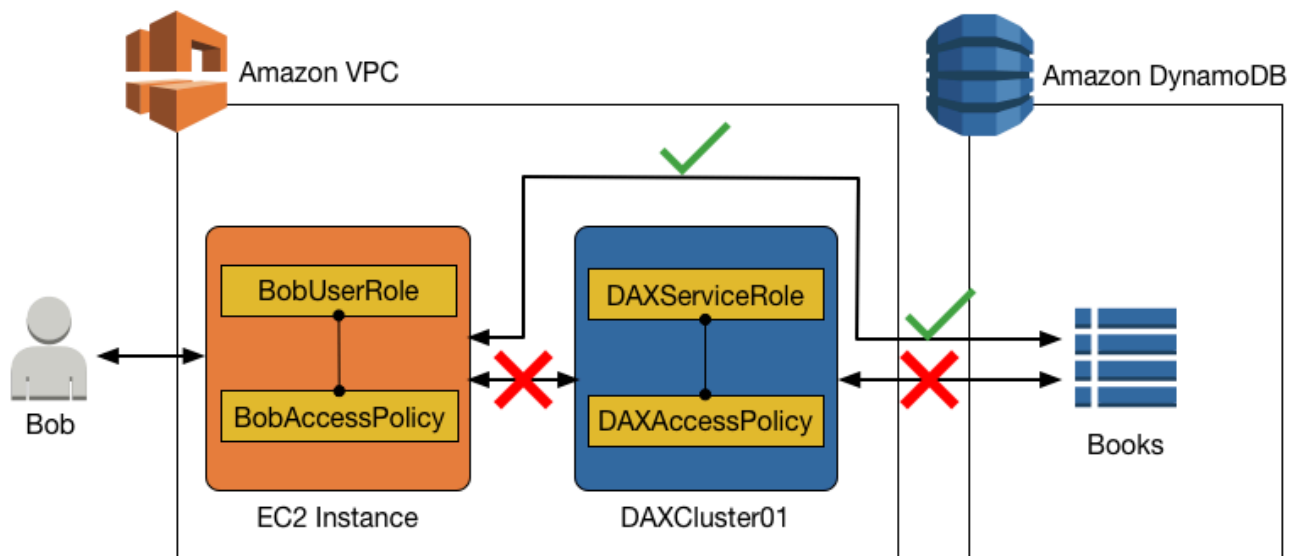 Amazon VPC
Amazon DynamoDB
BobUserRole
DAXServiceRole
BobAccessPolicy
DAXAccessPolicy
Bob
Books
EC2 Instance
DAXCluster01